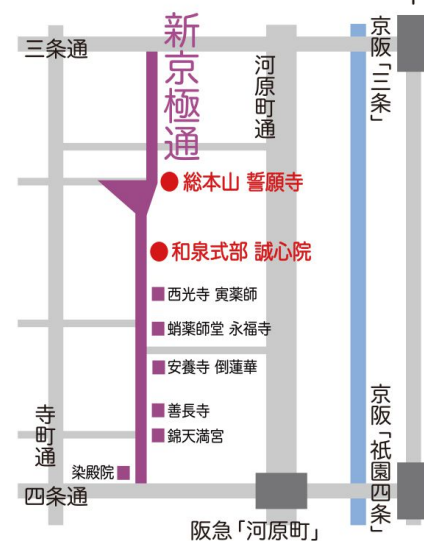 三条通
新京極通
河原町通
京阪「三条」
総本山 誓願寺
和泉式部 誠心院
西光寺 寅薬師
蛸薬師堂 永福寺
安養寺 倒蓮華
善長寺
錦天満宮
寺町通
染殿院
四条通
京阪「祇園四条」
阪急「河原町」